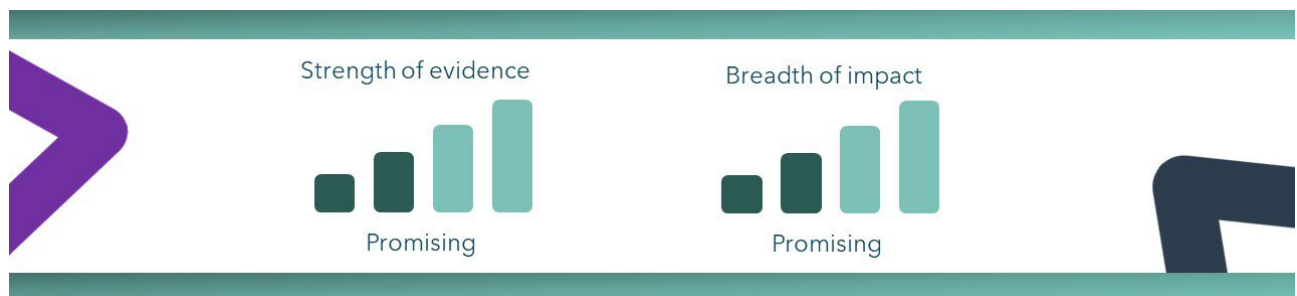 Strength of evidence
Promising
Breadth of impact
Promising